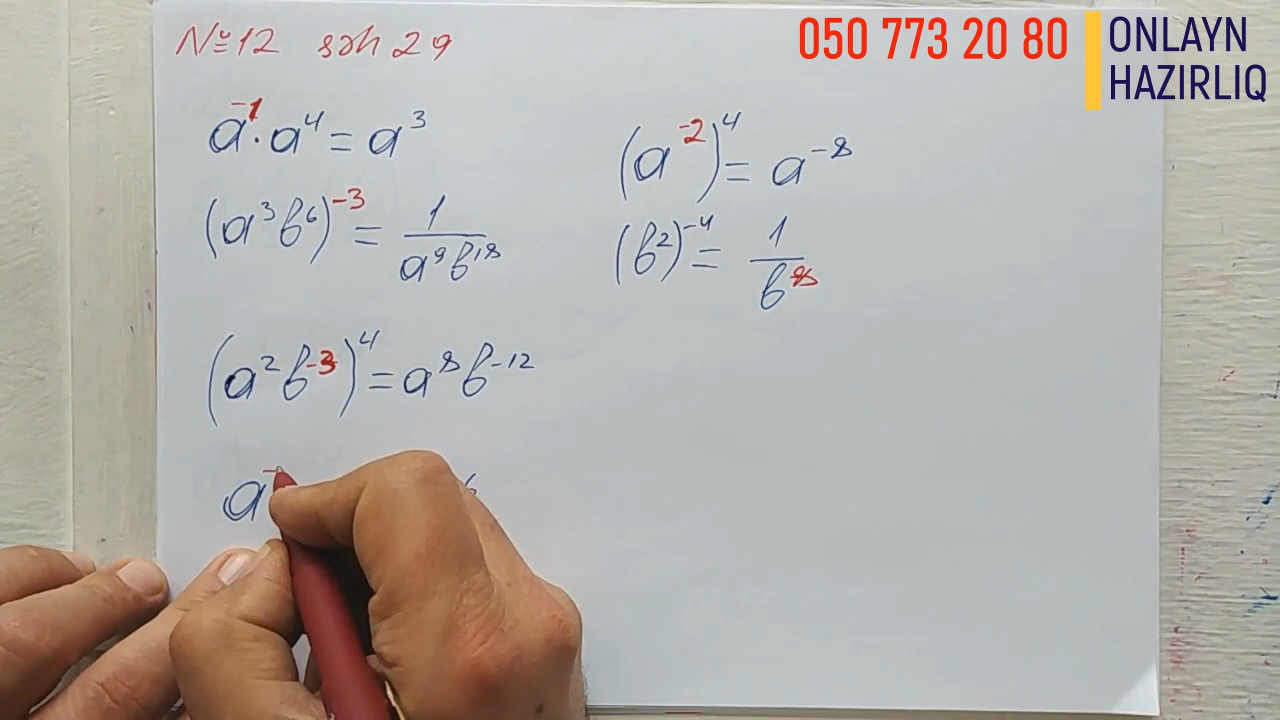 050 773 20 80
ONLAYN
HAZIRLIQ
№12 səh 29
a⁻¹·a⁴=a³
(a³b⁶)⁻³=1/a⁹b¹⁸
(a²b⁻³)⁴=a⁸b⁻¹²
a⁻
(a⁻²)⁴=a⁻⁸
(b²)⁻⁴=1/b⁸